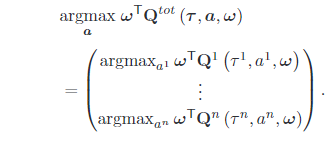 argmax ω⊤Q^{tot} (τ, a, ω)
a
= ( argmax_{a^1} ω⊤Q^1 (τ^1, a^1, ω)
⋮
argmax_{a^n} ω⊤Q^n (τ^n, a^n, ω) ) .